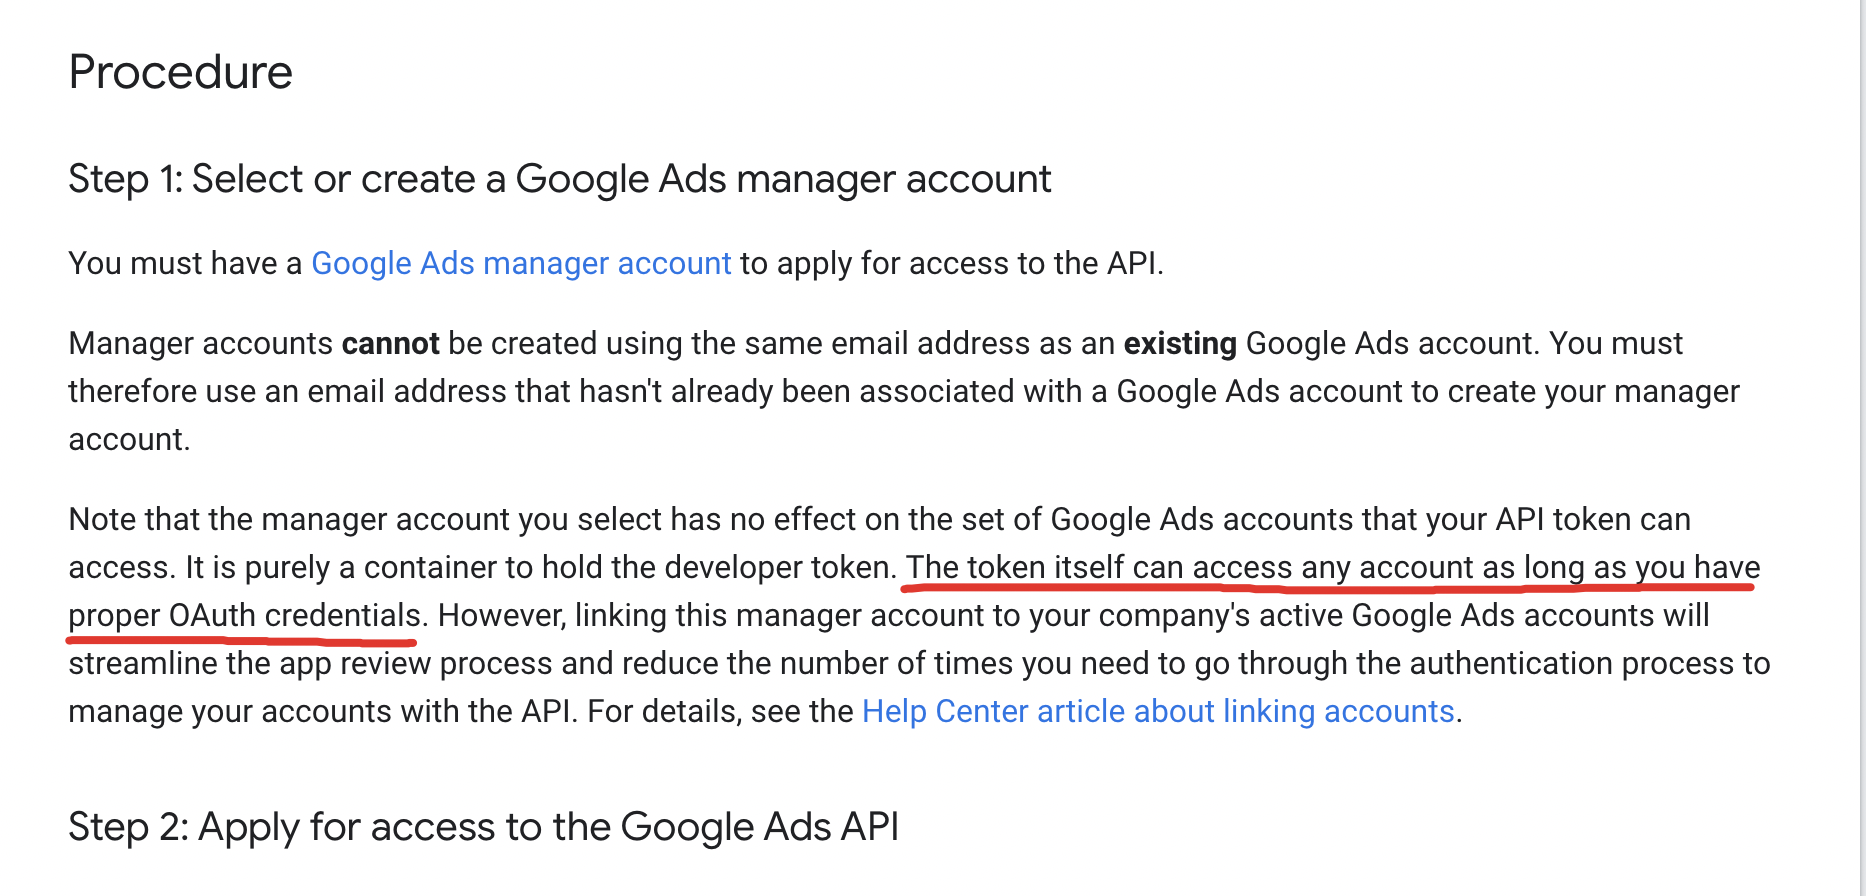 Procedure
Step 1: Select or create a Google Ads manager account
You must have a Google Ads manager account to apply for access to the API.
Manager accounts cannot be created using the same email address as an existing Google Ads account. You must
therefore use an email address that hasn't already been associated with a Google Ads account to create your manager
account.
Note that the manager account you select has no effect on the set of Google Ads accounts that your API token can
access. It is purely a container to hold the developer token. The token itself can access any account as long as you have
proper OAuth credentials. However, linking this manager account to your company's active Google Ads accounts will
streamline the app review process and reduce the number of times you need to go through the authentication process to
manage your accounts with the API. For details, see the Help Center article about linking accounts.
Step 2: Apply for access to the Google Ads API